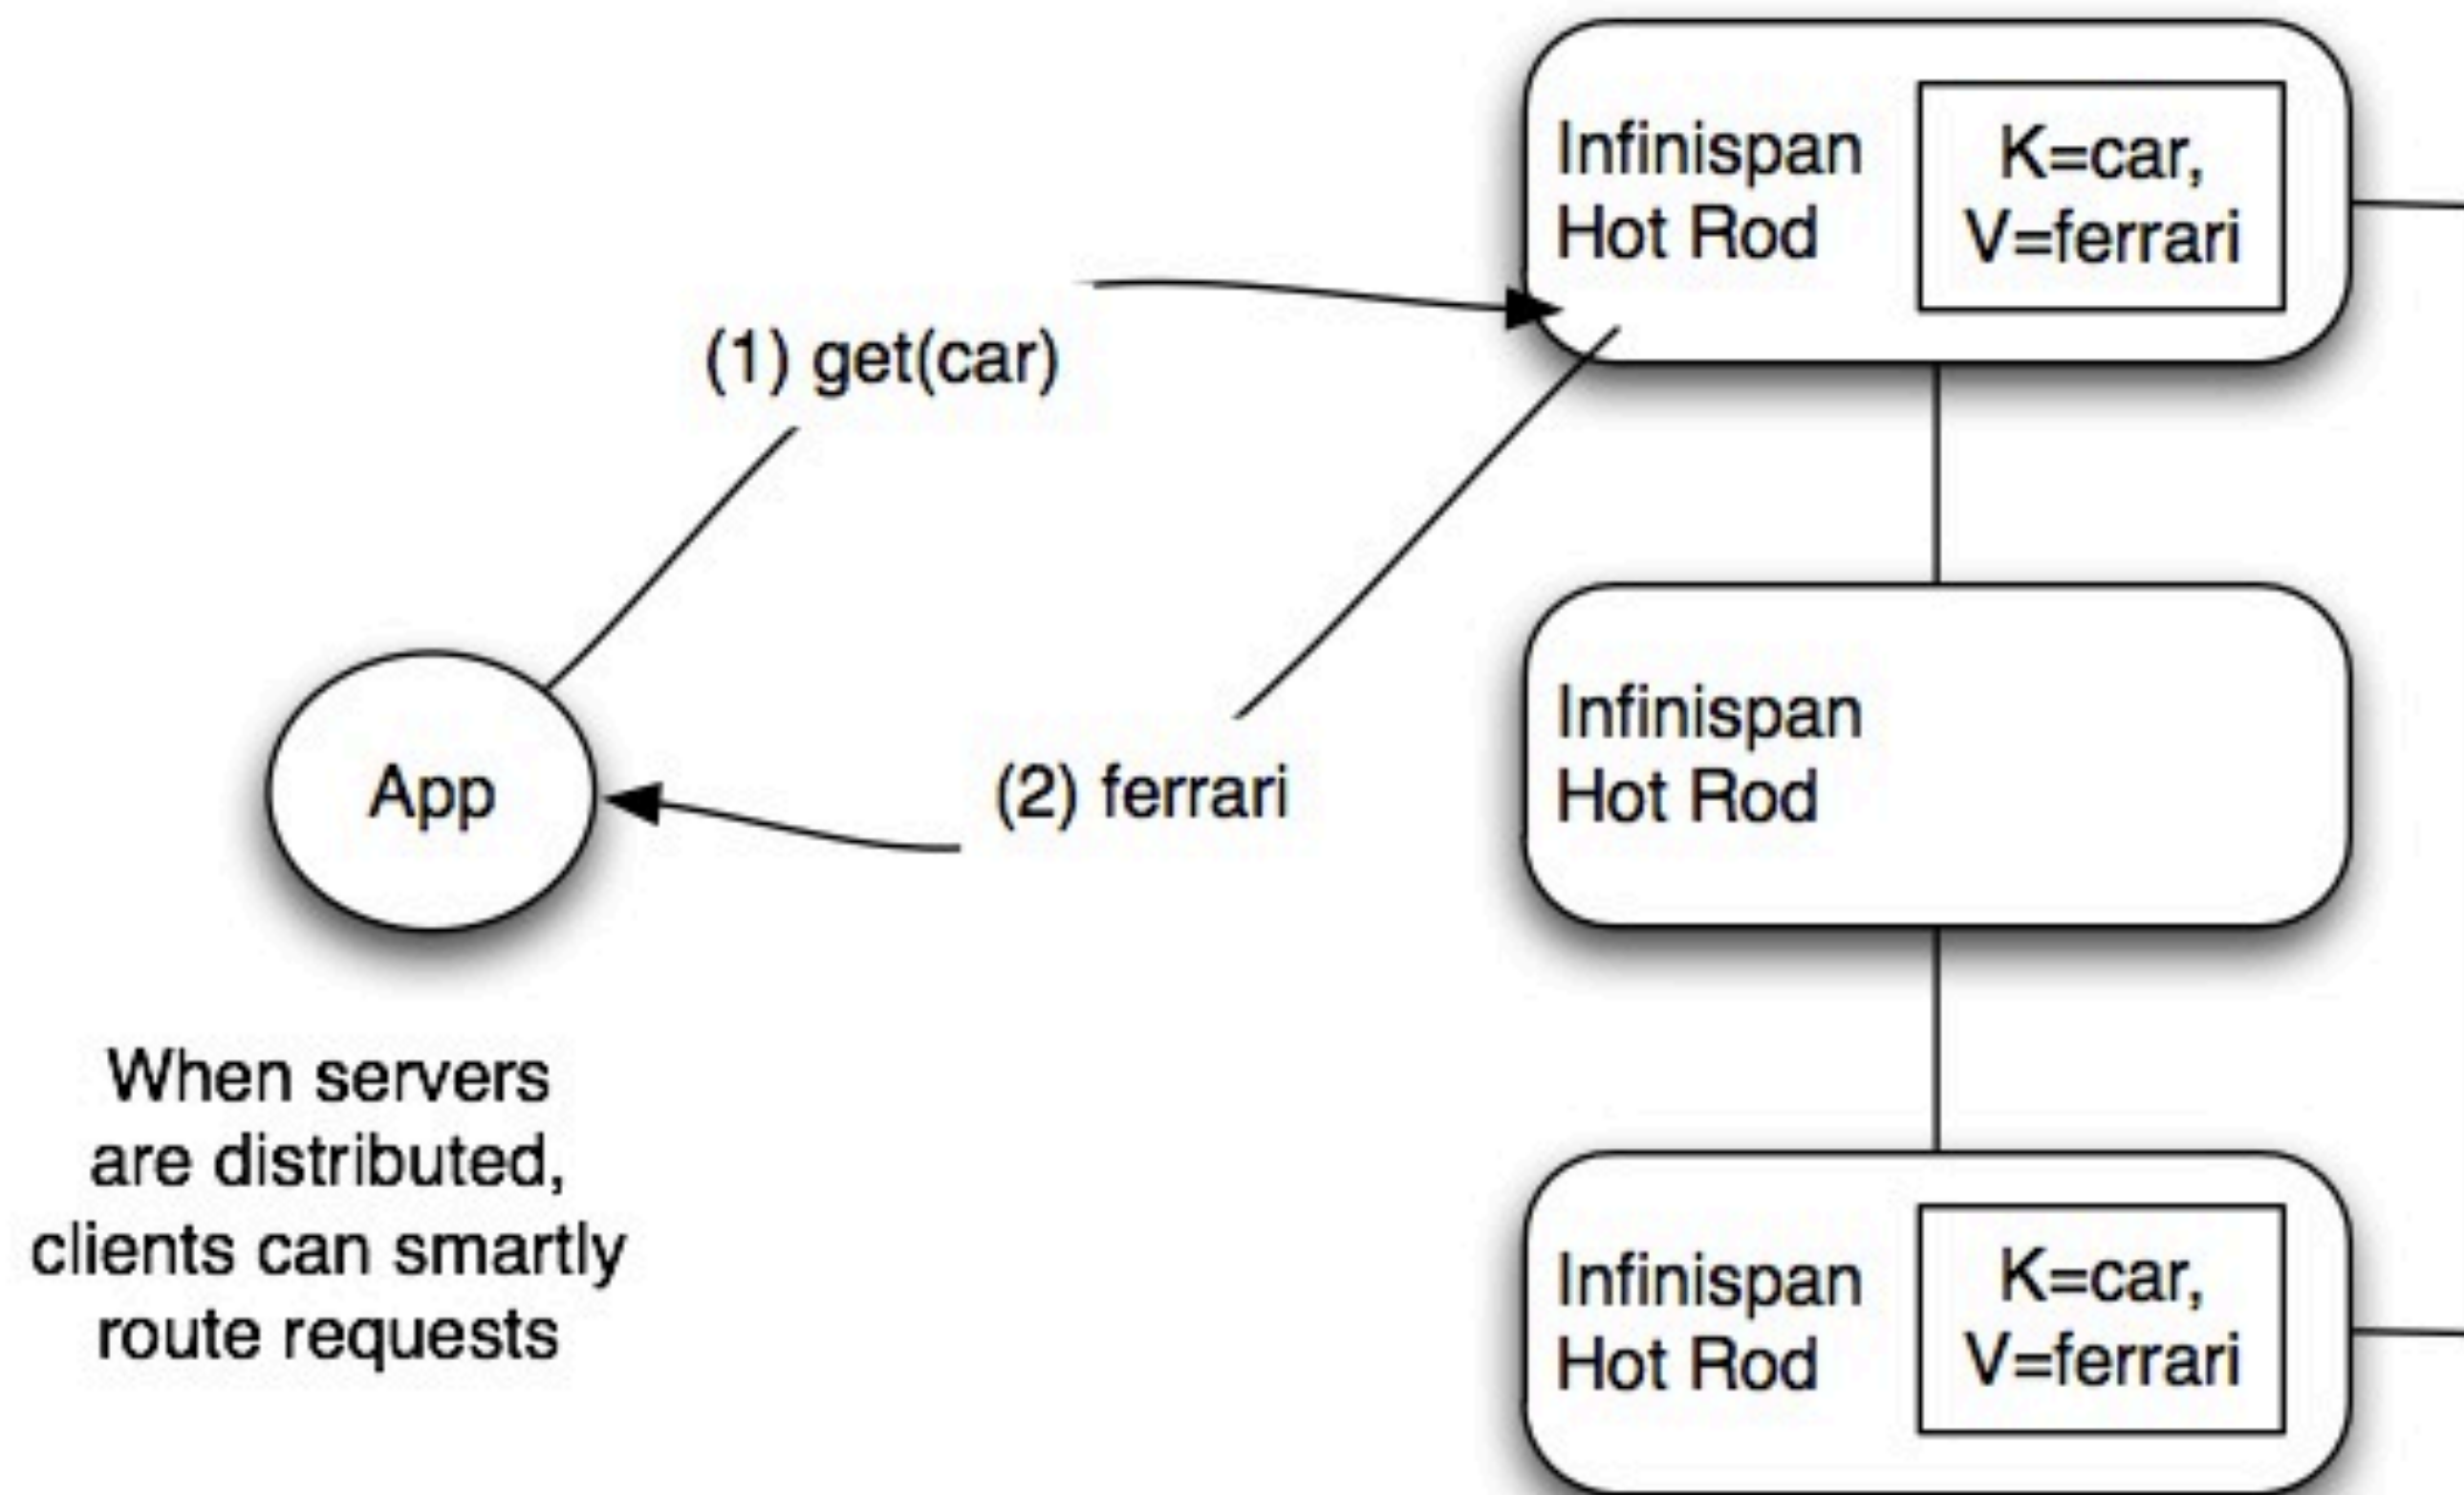 Infinispan
Hot Rod
K=car,
V=ferrari
(1) get(car)
Infinispan
Hot Rod
App
(2) ferrari
When servers
are distributed,
clients can smartly
route requests
Infinispan
Hot Rod
K=car,
V=ferrari